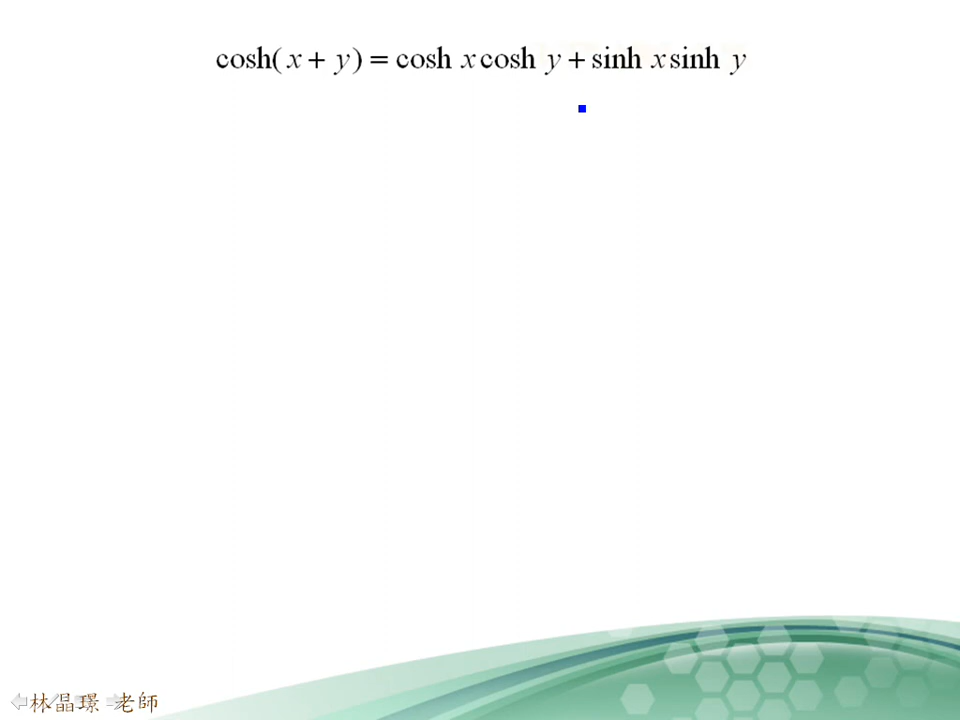 cosh(x + y) = cosh x cosh y + sinh x sinh y
林晶璟 老師